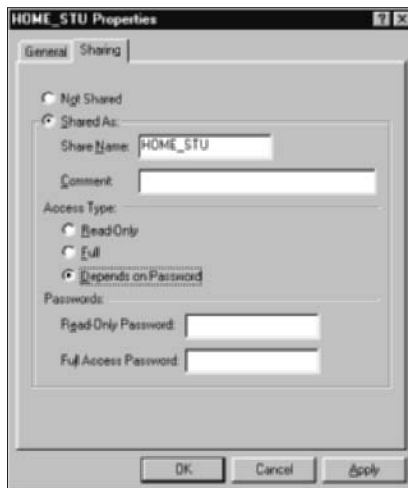 HOME_STU Properties
General Sharing
Not Shared
Shared As:
Share Name: HOME_STU
Comment:
Access Type:
Read-Only
Full
Depends on Password
Passwords:
Read-Only Password:
Full Access Password:
OK Cancel Apply